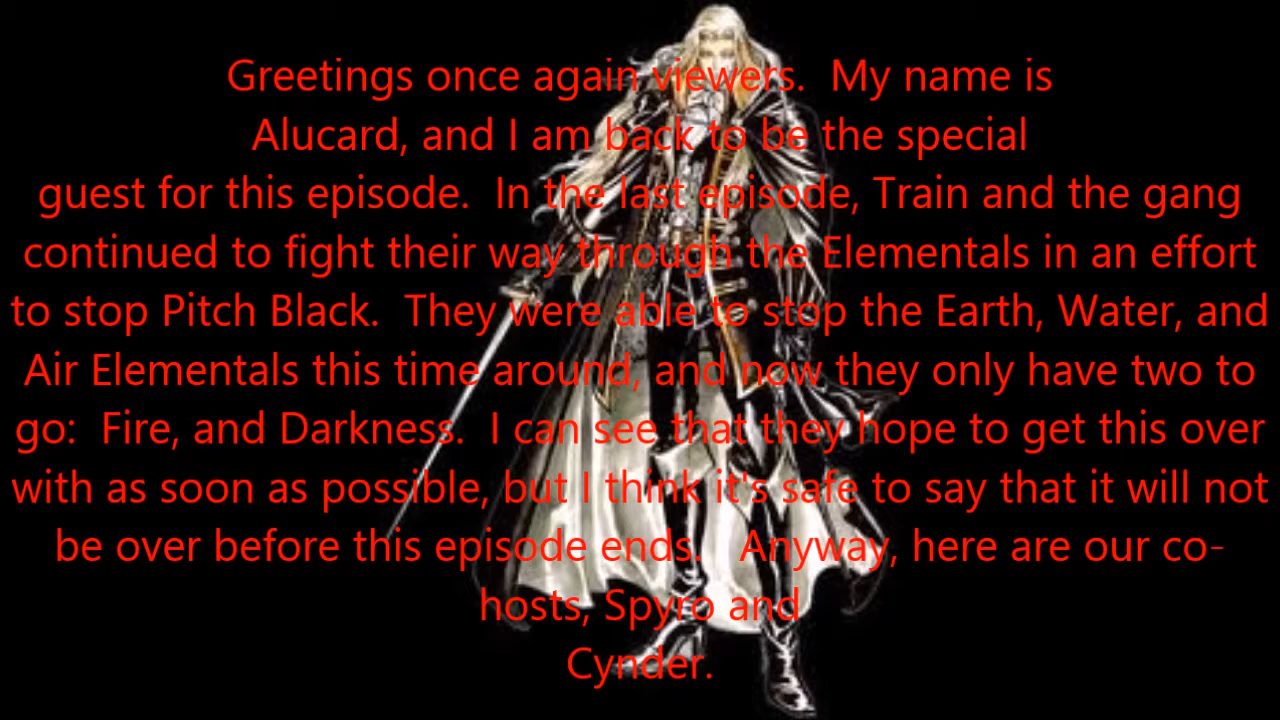 Greetings once again viewers.  My name is
Alucard, and I am back to be the special
guest for this episode.  In the last episode, Train and the gang
continued to fight their way through the Elementals in an effort
to stop Pitch Black.  They were able to stop the Earth, Water, and
Air Elementals this time around, and now they only have two to
go:  Fire, and Darkness.  I can see that they hope to get this over
with as soon as possible, but I think it's safe to say that it will not
be over before this episode ends.   Anyway, here are our co-
hosts, Spyro and
Cynder.